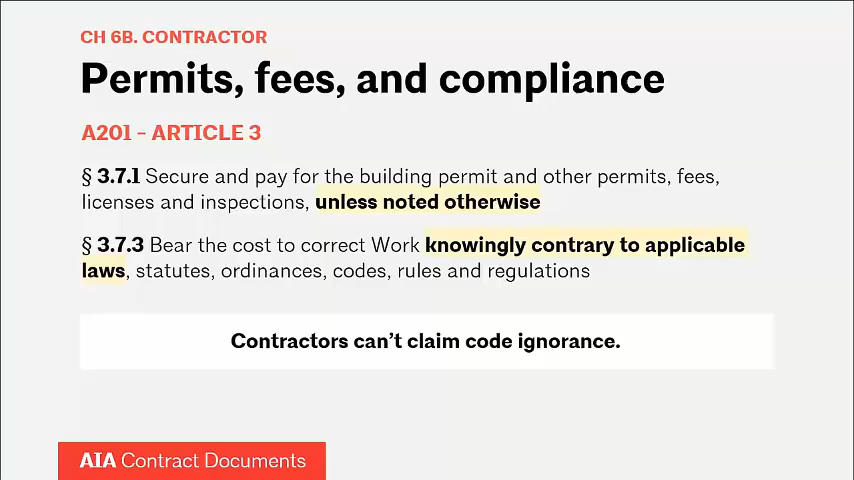 CH 6B. CONTRACTOR
Permits, fees, and compliance
A201 – ARTICLE 3
§ 3.7.1 Secure and pay for the building permit and other permits, fees,
licenses and inspections, unless noted otherwise
§ 3.7.3 Bear the cost to correct Work knowingly contrary to applicable
laws, statutes, ordinances, codes, rules and regulations
Contractors can’t claim code ignorance.
AIA Contract Documents